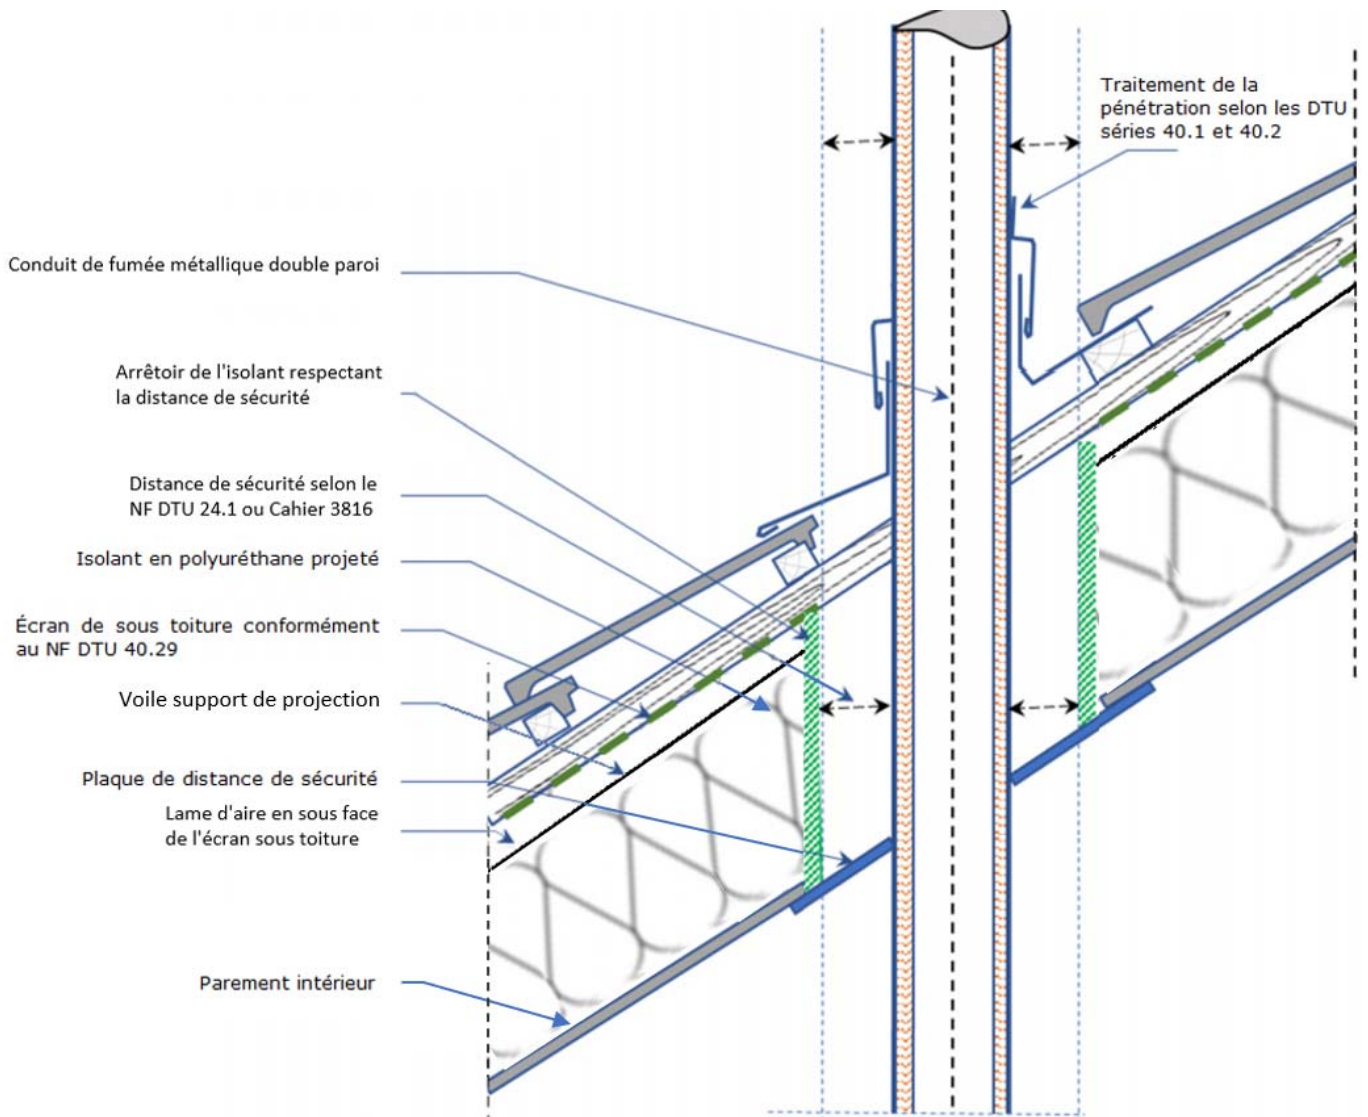 Traitement de la
pénétration selon les DTU
séries 40.1 et 40.2
Conduit de fumée métallique double paroi
Arrêtoir de l'isolant respectant
la distance de sécurité
Distance de sécurité selon le
NF DTU 24.1 ou Cahier 3816
Isolant en polyuréthane projeté
Écran de sous toiture conformément
au NF DTU 40.29
Voile support de projection
Plaque de distance de sécurité
Lame d'aire en sous face
de l'écran sous toiture
Parement intérieur